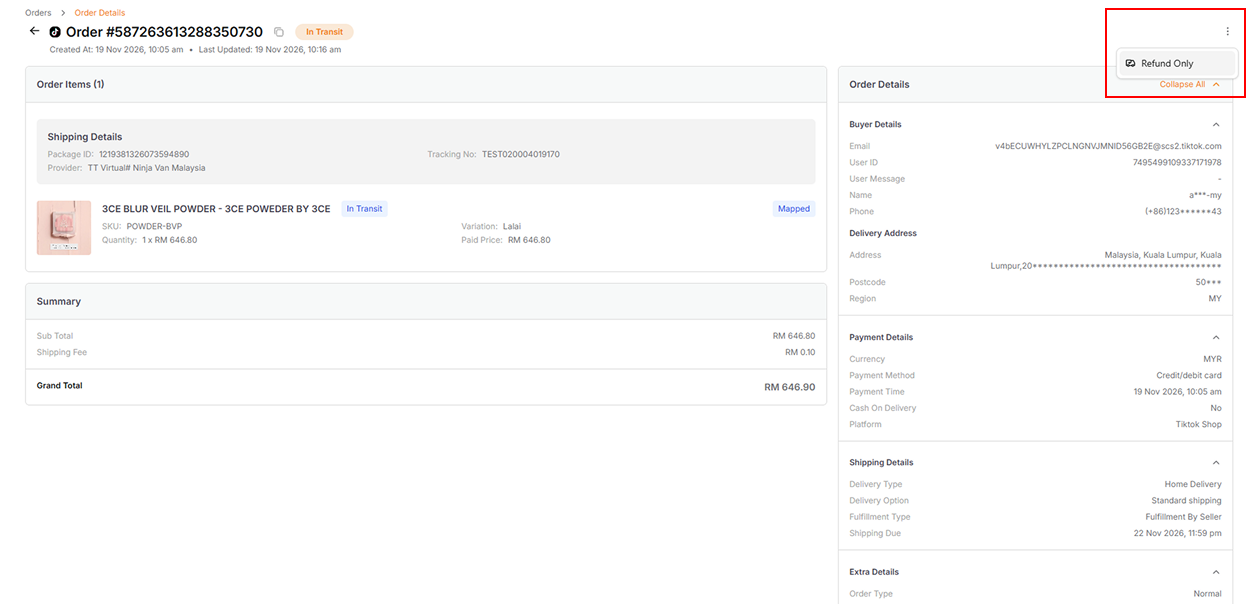 Orders > Order Details
Order #587263613288350730 In Transit
Created At: 19 Nov 2026, 10:05 am • Last Updated: 19 Nov 2026, 10:16 am
Refund Only
Order Items (1)
Shipping Details
Package ID: 1219381326073594890 Tracking No: TEST020004019170
Provider: TT Virtual# Ninja Van Malaysia
3CE BLUR VEIL POWDER - 3CE POWEDER BY 3CE In Transit Mapped
SKU: POWDER-BVP Variation: Lalai
Quantity: 1 x RM 646.80 Paid Price: RM 646.80
Summary
Sub Total RM 646.80
Shipping Fee RM 0.10
Grand Total RM 646.90
Order Details Collapse All
Buyer Details
Email v4bECUWHYLZPCLNGNVJMNID56GB2E@scs2.tiktok.com
User ID 7495499109337171978
User Message -
Name a***-my
Phone (+86)123******43
Delivery Address
Address Malaysia, Kuala Lumpur, Kuala
Lumpur,20************************************
Postcode 50***
Region MY
Payment Details
Currency MYR
Payment Method Credit/debit card
Payment Time 19 Nov 2026, 10:05 am
Cash On Delivery No
Platform Tiktok Shop
Shipping Details
Delivery Type Home Delivery
Delivery Option Standard shipping
Fulfillment Type Fulfillment By Seller
Shipping Due 22 Nov 2026, 11:59 pm
Extra Details
Order Type Normal